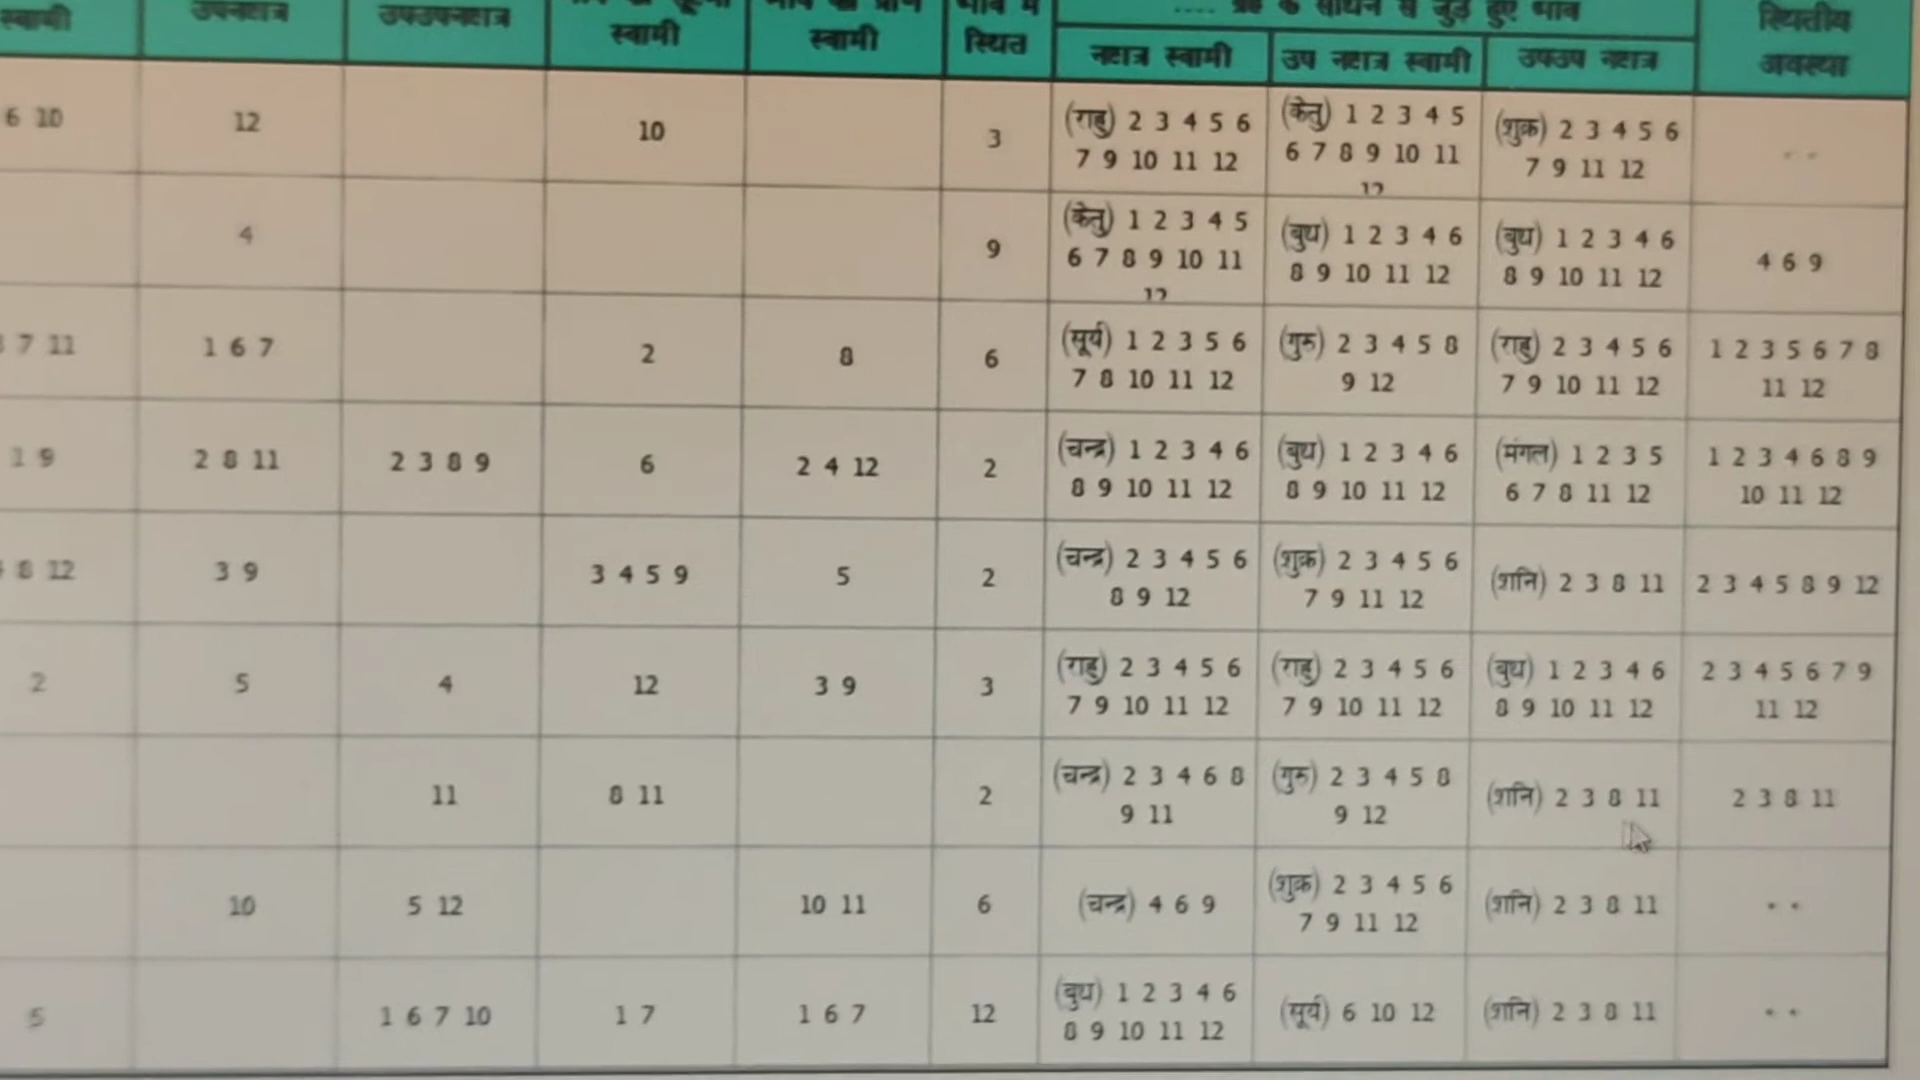 स्वामी उपनक्षत्र उपउपनक्षत्र स्वामी स्वामी स्थित स्थितीय अवस्था
नक्षत्र स्वामी उप नक्षत्र स्वामी उपउप नक्षत्र
6 10 12 10 3 (राहु) 2 3 4 5 6 (केतु) 1 2 3 4 5 (शुक्र) 2 3 4 5 6 - -
7 9 10 11 12 6 7 8 9 10 11 7 9 11 12
12
4 9 (केतु) 1 2 3 4 5 (बुध) 1 2 3 4 6 (बुध) 1 2 3 4 6 4 6 9
6 7 8 9 10 11 8 9 10 11 12 8 9 10 11 12
12
7 11 1 6 7 2 8 6 (सूर्य) 1 2 3 5 6 (गुरु) 2 3 4 5 8 (राहु) 2 3 4 5 6 1 2 3 5 6 7 8
7 8 10 11 12 9 12 7 9 10 11 12 11 12
1 9 2 8 11 2 3 8 9 6 2 4 12 2 (चन्द्र) 1 2 3 4 6 (बुध) 1 2 3 4 6 (मंगल) 1 2 3 5 1 2 3 4 6 8 9
8 9 10 11 12 8 9 10 11 12 6 7 8 11 12 10 11 12
8 12 3 9 3 4 5 9 5 2 (चन्द्र) 2 3 4 5 6 (शुक्र) 2 3 4 5 6 (शनि) 2 3 8 11 2 3 4 5 8 9 12
8 9 12 7 9 11 12
2 5 4 12 3 9 3 (राहु) 2 3 4 5 6 (राहु) 2 3 4 5 6 (बुध) 1 2 3 4 6 2 3 4 5 6 7 9
7 9 10 11 12 7 9 10 11 12 8 9 10 11 12 11 12
11 8 11 2 (चन्द्र) 2 3 4 6 8 (गुरु) 2 3 4 5 8 (शनि) 2 3 8 11 2 3 8 11
9 11 9 12
10 5 12 10 11 6 (चन्द्र) 4 6 9 (शुक्र) 2 3 4 5 6 (शनि) 2 3 8 11 - -
7 9 11 12
5 1 6 7 10 1 7 1 6 7 12 (बुध) 1 2 3 4 6 (सूर्य) 6 10 12 (शनि) 2 3 8 11 - -
8 9 10 11 12